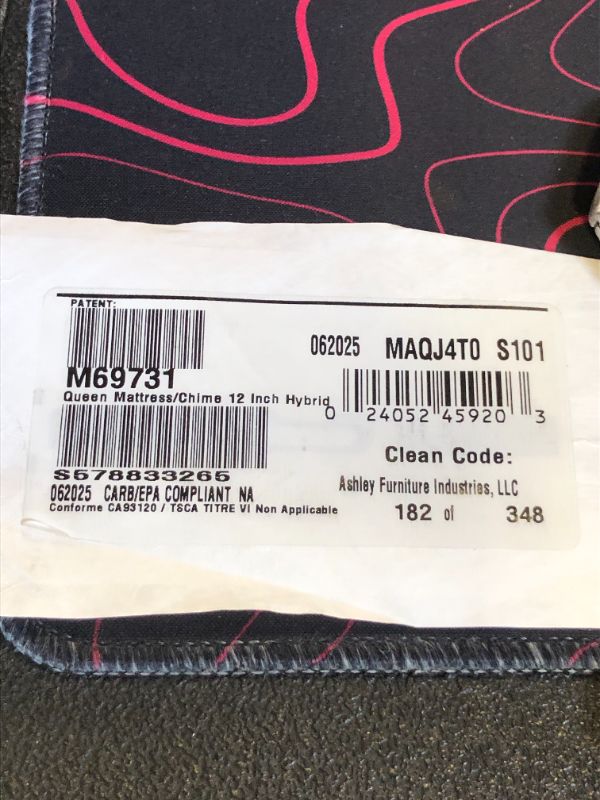 PATENT:
062025 MAQJ4T0 S101
M69731
Queen Mattress/Chime 12 Inch Hybrid
0 24052 45920 3
Clean Code:
S578833265
Ashley Furniture Industries, LLC
062025 CARB/EPA COMPLIANT NA
Conforme CA93120 / TSCA TITRE VI Non Applicable
182 of 348